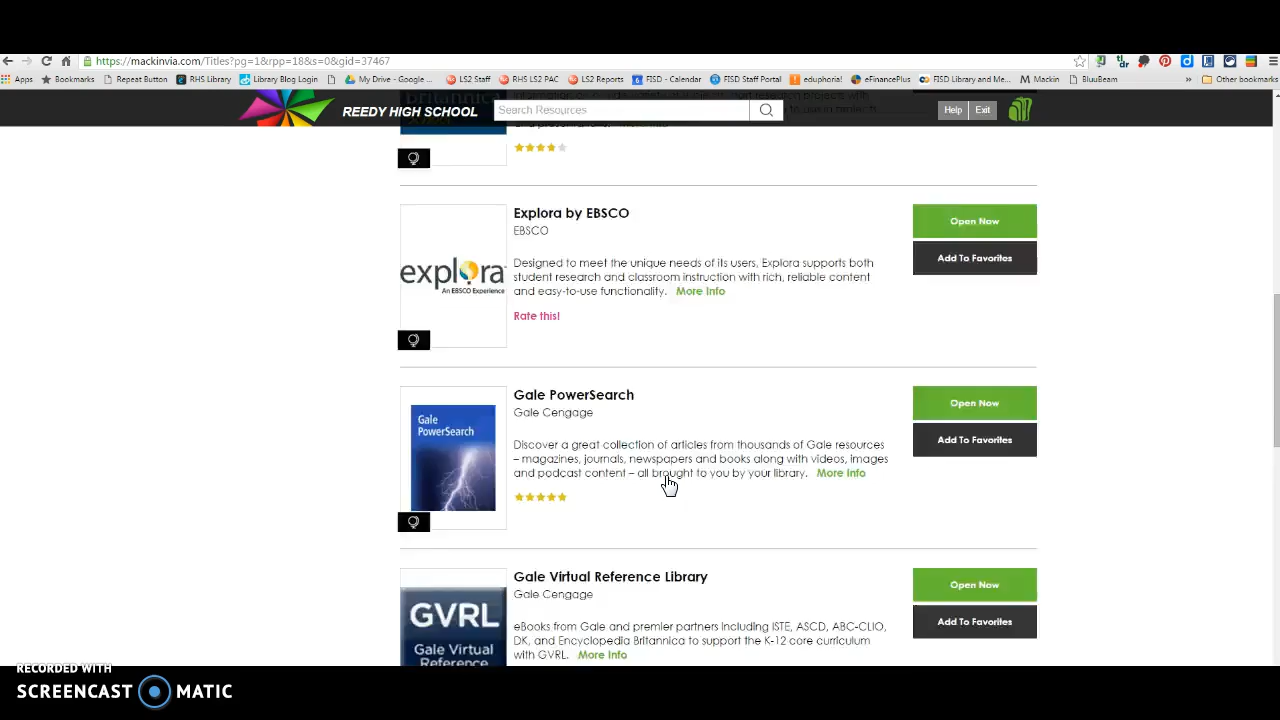 https://mackinvia.com/Titles?pg=1&rpp=18&s=0&gid=37467
Apps Bookmarks Repeat Button RHS Library Library Blog Login My Drive - Google ... LS2 Staff RHS LS2 PAC LS2 Reports FISD - Calendar FISD Staff Portal eduphoria! eFinancePlus FISD Library and Me... Mackin BluuBeam » Other bookmarks
REEDY HIGH SCHOOL Search Resources Help Exit
britannica
Explora by EBSCO
EBSCO
Open Now
Add To Favorites
explora
An EBSCO Experience
Designed to meet the unique needs of its users, Explora supports both
student research and classroom instruction with rich, reliable content
and easy-to-use functionality. More Info
Rate this!
Gale PowerSearch
Gale Cengage
Open Now
Add To Favorites
Gale
PowerSearch
Discover a great collection of articles from thousands of Gale resources
– magazines, journals, newspapers and books along with videos, images
and podcast content – all brought to you by your library. More Info
Gale Virtual Reference Library
Gale Cengage
Open Now
Add To Favorites
GVRL
Gale Virtual
Reference
eBooks from Gale and premier partners including ISTE, ASCD, ABC-CLIO,
DK, and Encyclopedia Britannica to support the K-12 core curriculum
with GVRL. More Info
RECORDED WITH
SCREENCAST MATIC